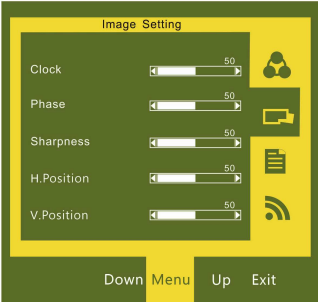 Image Setting
Clock 50
Phase 50
Sharpness 50
H.Position 50
V.Position 50
Down Menu Up Exit